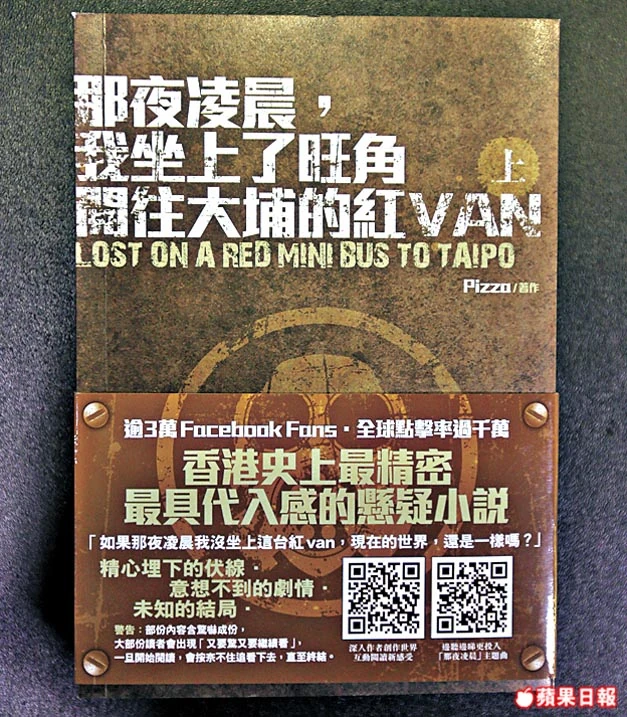 那夜凌晨，
我坐上了旺角
開往大埔的紅VAN
上
LOST ON A RED MINI BUS TO TAIPO
Pizza/著作
逾3萬Facebook Fans・全球點擊率過千萬
香港史上最精密
最具代入感的懸疑小說
「如果那夜凌晨我沒坐上這台紅van，現在的世界，還是一樣嗎？」
精心埋下的伏線・
意想不到的劇情・
未知的結局・
警告：部份內容含驚嚇成份，
大部份讀者會出現「又要驚又要繼續看」，
一旦開始閱讀，會按奈不住追看下去，直至終結。
深入作者創作世界
互動閱讀新感受
邊聽邊睇更投入
「那夜凌晨」主題曲
蘋果日報